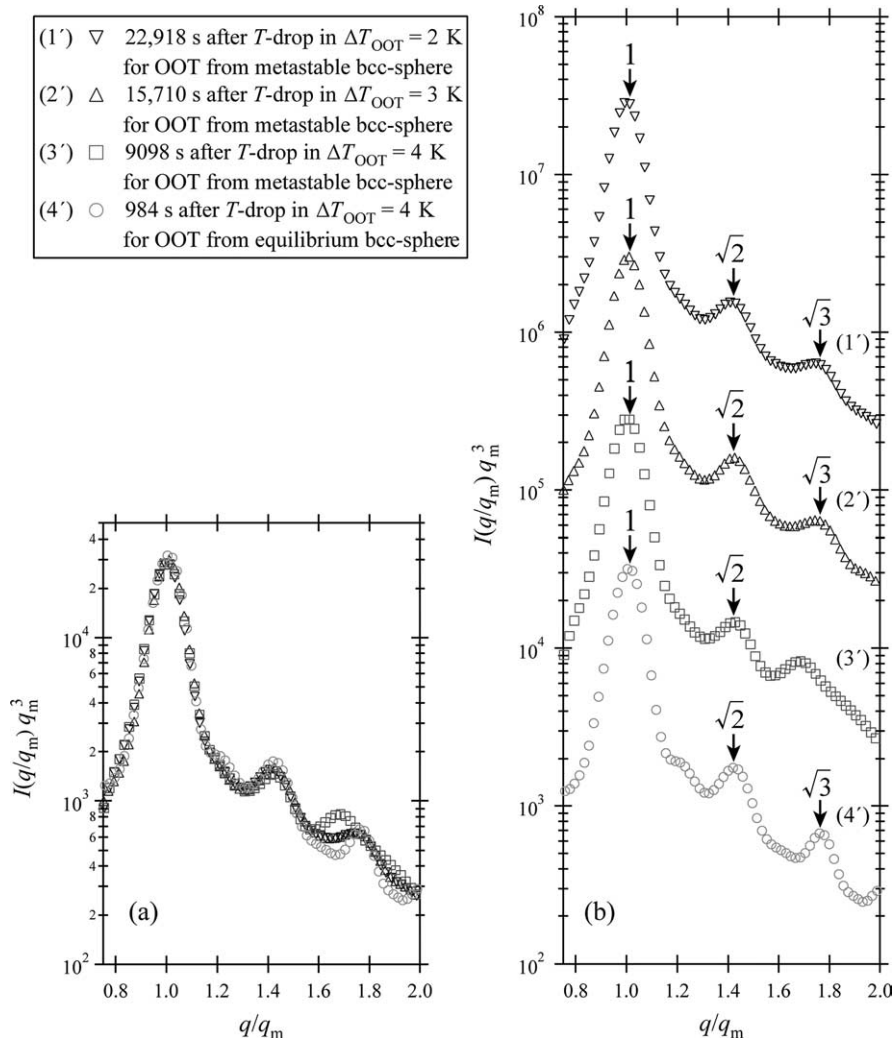 (1′) ▽ 22,918 s after T-drop in ΔT_OOT = 2 K
for OOT from metastable bcc-sphere
(2′) △ 15,710 s after T-drop in ΔT_OOT = 3 K
for OOT from metastable bcc-sphere
(3′) □ 9098 s after T-drop in ΔT_OOT = 4 K
for OOT from metastable bcc-sphere
(4′) ○ 984 s after T-drop in ΔT_OOT = 4 K
for OOT from equilibrium bcc-sphere
I(q/q_m) q_m^3
4
2
10^4
8
6
4
2
10^3
8
6
4
2
10^2
(a)
0.8 1.0 1.2 1.4 1.6 1.8 2.0
q/q_m
I(q/q_m) q_m^3
10^8
10^7
10^6
10^5
10^4
10^3
10^2
1
√2
√3
(1′)
1
√2
√3
(2′)
1
√2
(3′)
1
√2
√3
(4′)
(b)
0.8 1.0 1.2 1.4 1.6 1.8 2.0
q/q_m